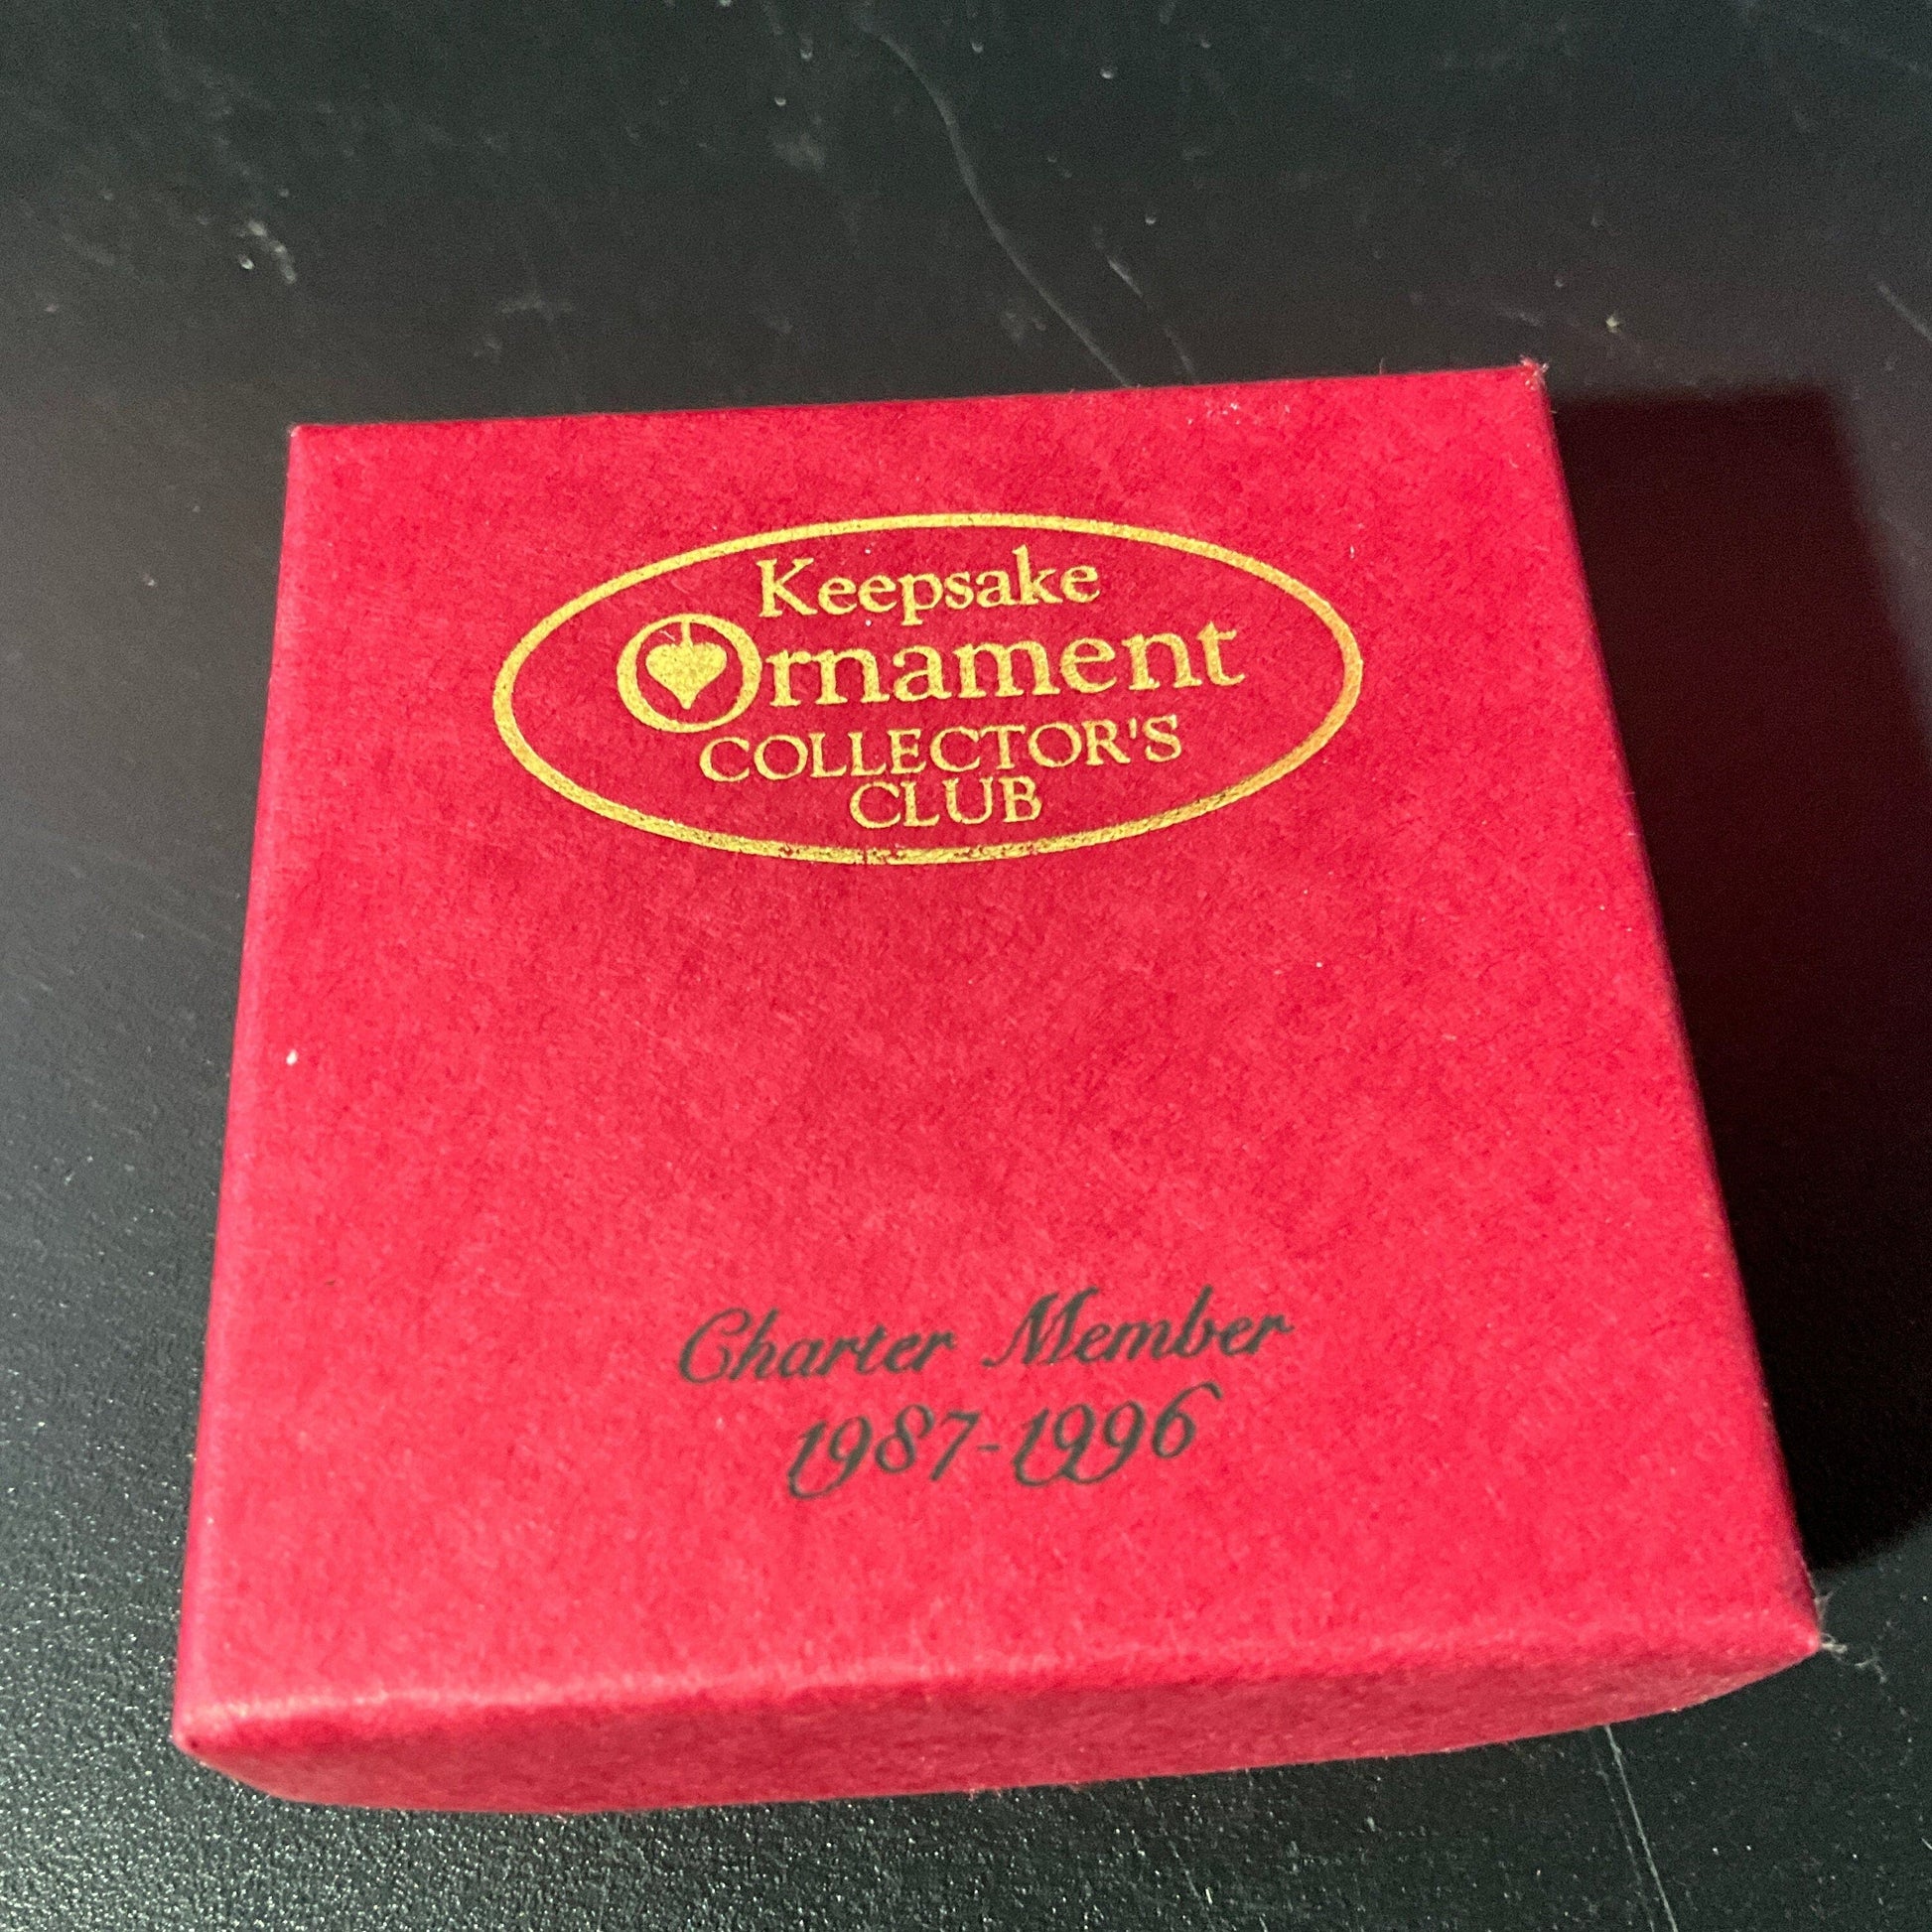 Keepsake
Ornament
COLLECTOR'S
CLUB
Charter Member
1987-1996